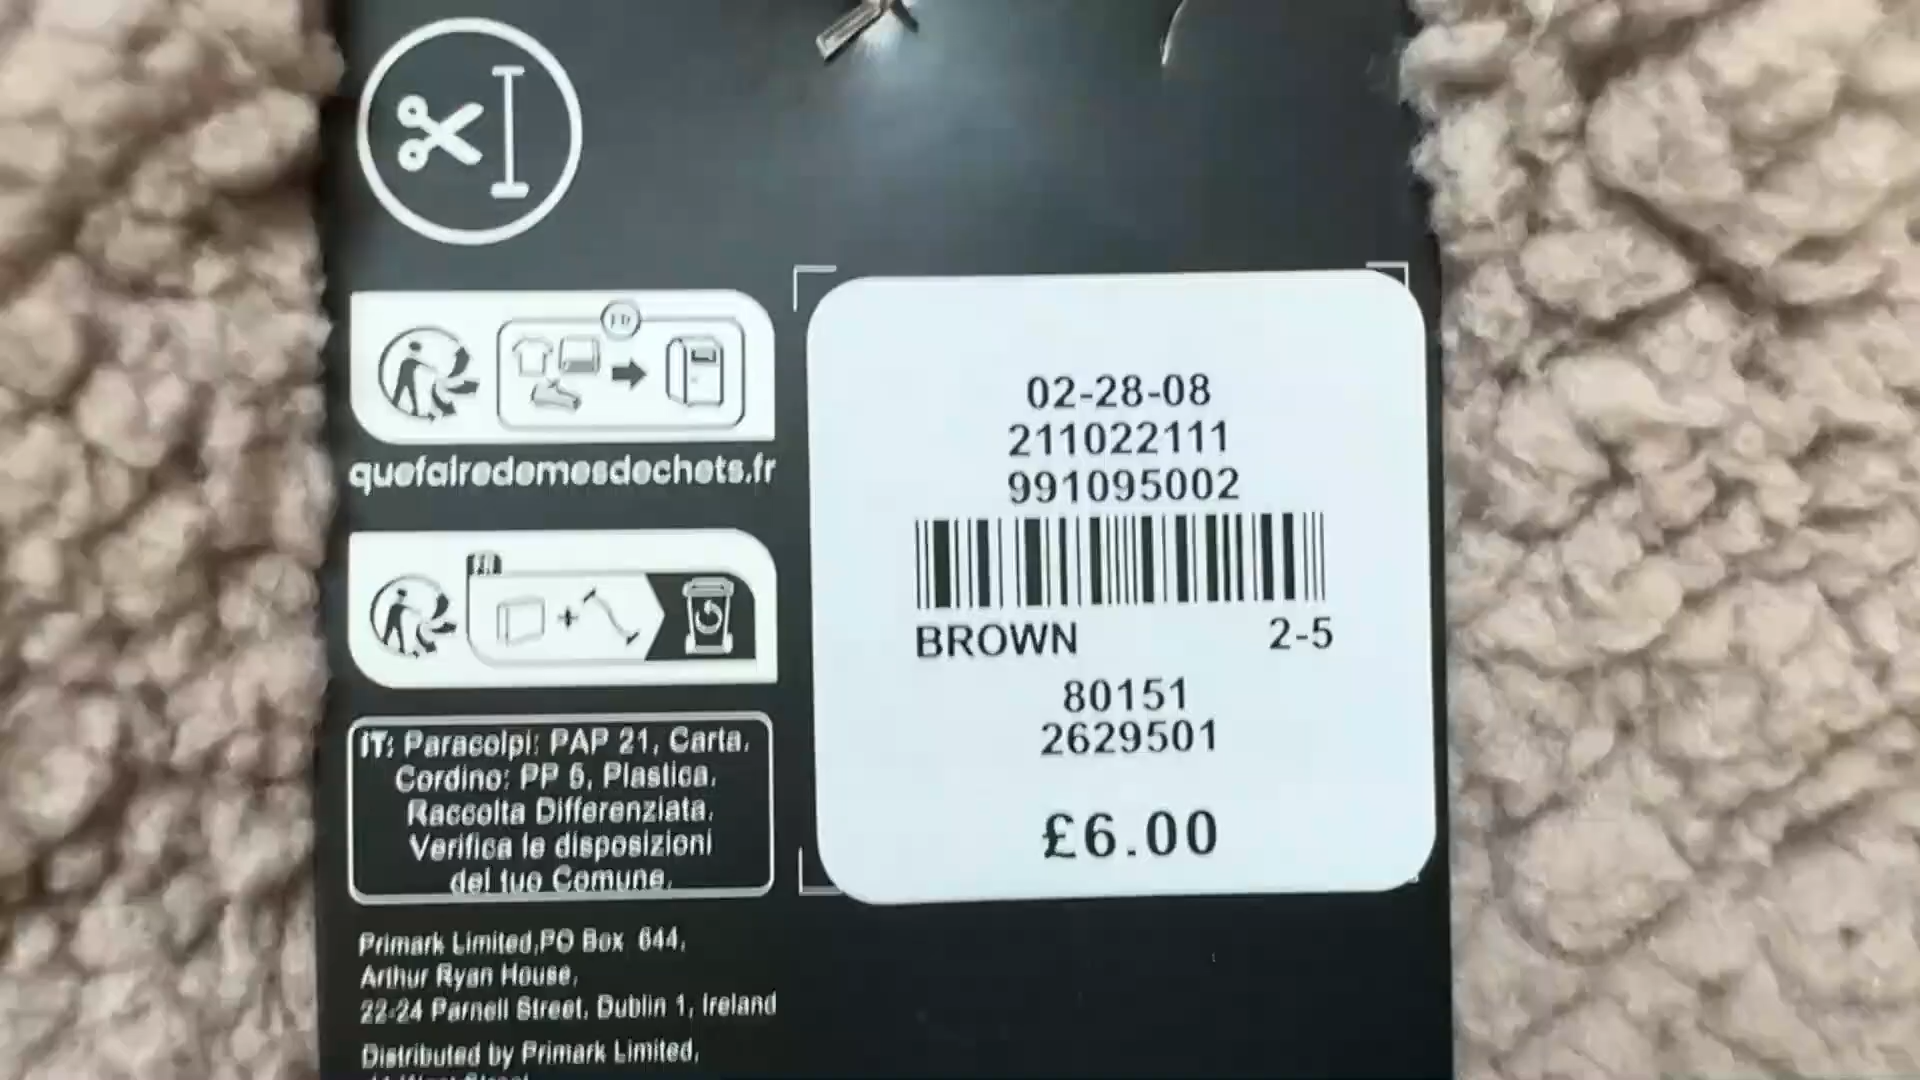 quefairedemesdechets.fr
FR
IT: Paracolpi: PAP 21, Carta.
Cordino: PP 5, Plastica.
Raccolta Differenziata.
Verifica le disposizioni
del tuo Comune.
Primark Limited,PO Box 644,
Arthur Ryan House,
22-24 Parnell Street, Dublin 1, Ireland
Distributed by Primark Limited,
02-28-08
211022111
991095002
BROWN 2-5
80151
2629501
£6.00